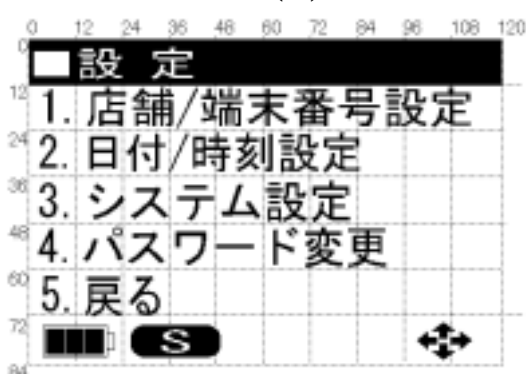 0 12 24 36 48 60 72 84 96 108 120
0
■設 定
12
1. 店舗/端末番号設定
24
2. 日付/時刻設定
36
3. システム設定
48
4. パスワード変更
60
5. 戻る
72
S
84